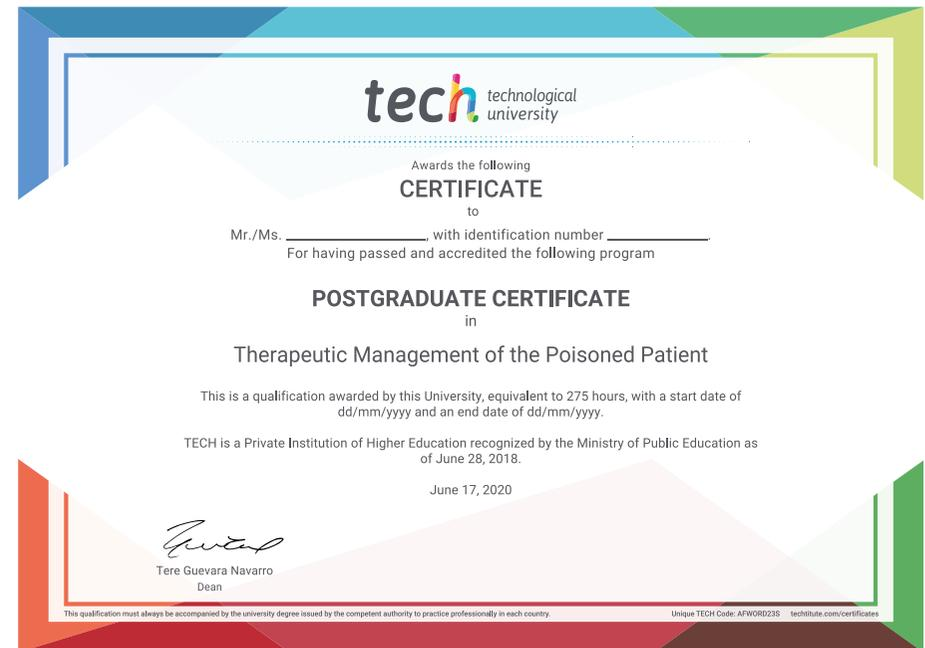 tech technological
university
Awards the following
CERTIFICATE
to
Mr./Ms. ____________________, with identification number ______________.
For having passed and accredited the following program
POSTGRADUATE CERTIFICATE
in
Therapeutic Management of the Poisoned Patient
This is a qualification awarded by this University, equivalent to 275 hours, with a start date of
dd/mm/yyyy and an end date of dd/mm/yyyy.
TECH is a Private Institution of Higher Education recognized by the Ministry of Public Education as
of June 28, 2018.
June 17, 2020
Tere Guevara Navarro
Dean
This qualification must always be accompanied by the university degree issued by the competent authority to practice professionally in each country.
Unique TECH Code: AFWORD23S techtitute.com/certificates